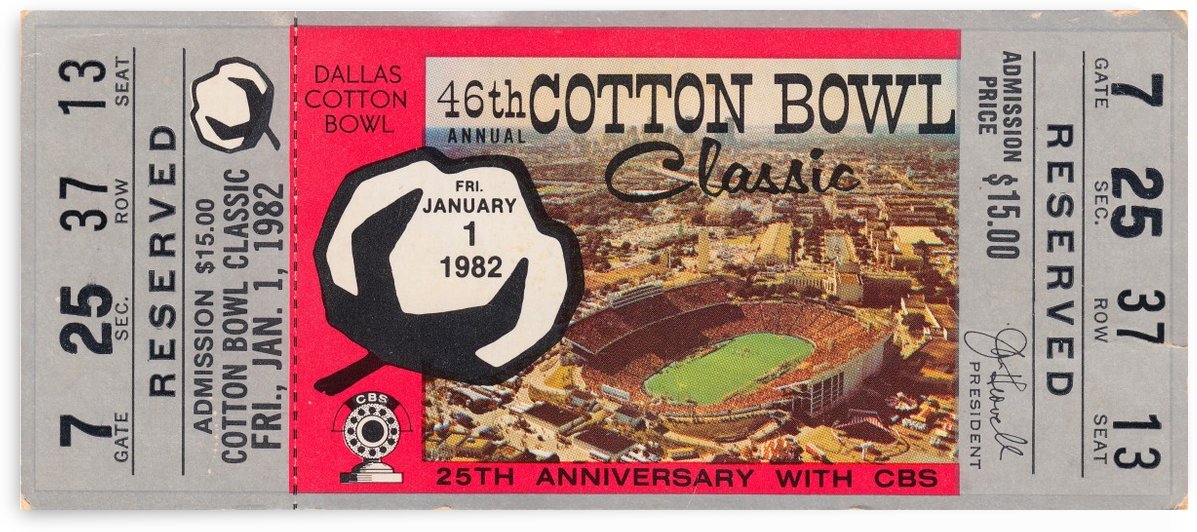 13 SEAT
37 ROW
25 SEC.
7 GATE
RESERVED
ADMISSION $15.00
COTTON BOWL CLASSIC
FRI., JAN. 1, 1982
DALLAS
COTTON
BOWL
46th
ANNUAL
COTTON BOWL
Classic
FRI.
JANUARY
1
1982
CBS
25TH ANNIVERSARY WITH CBS
ADMISSION $15.00
PRICE
PRESIDENT
RESERVED
GATE 7
SEC. 25
ROW 37
SEAT 13